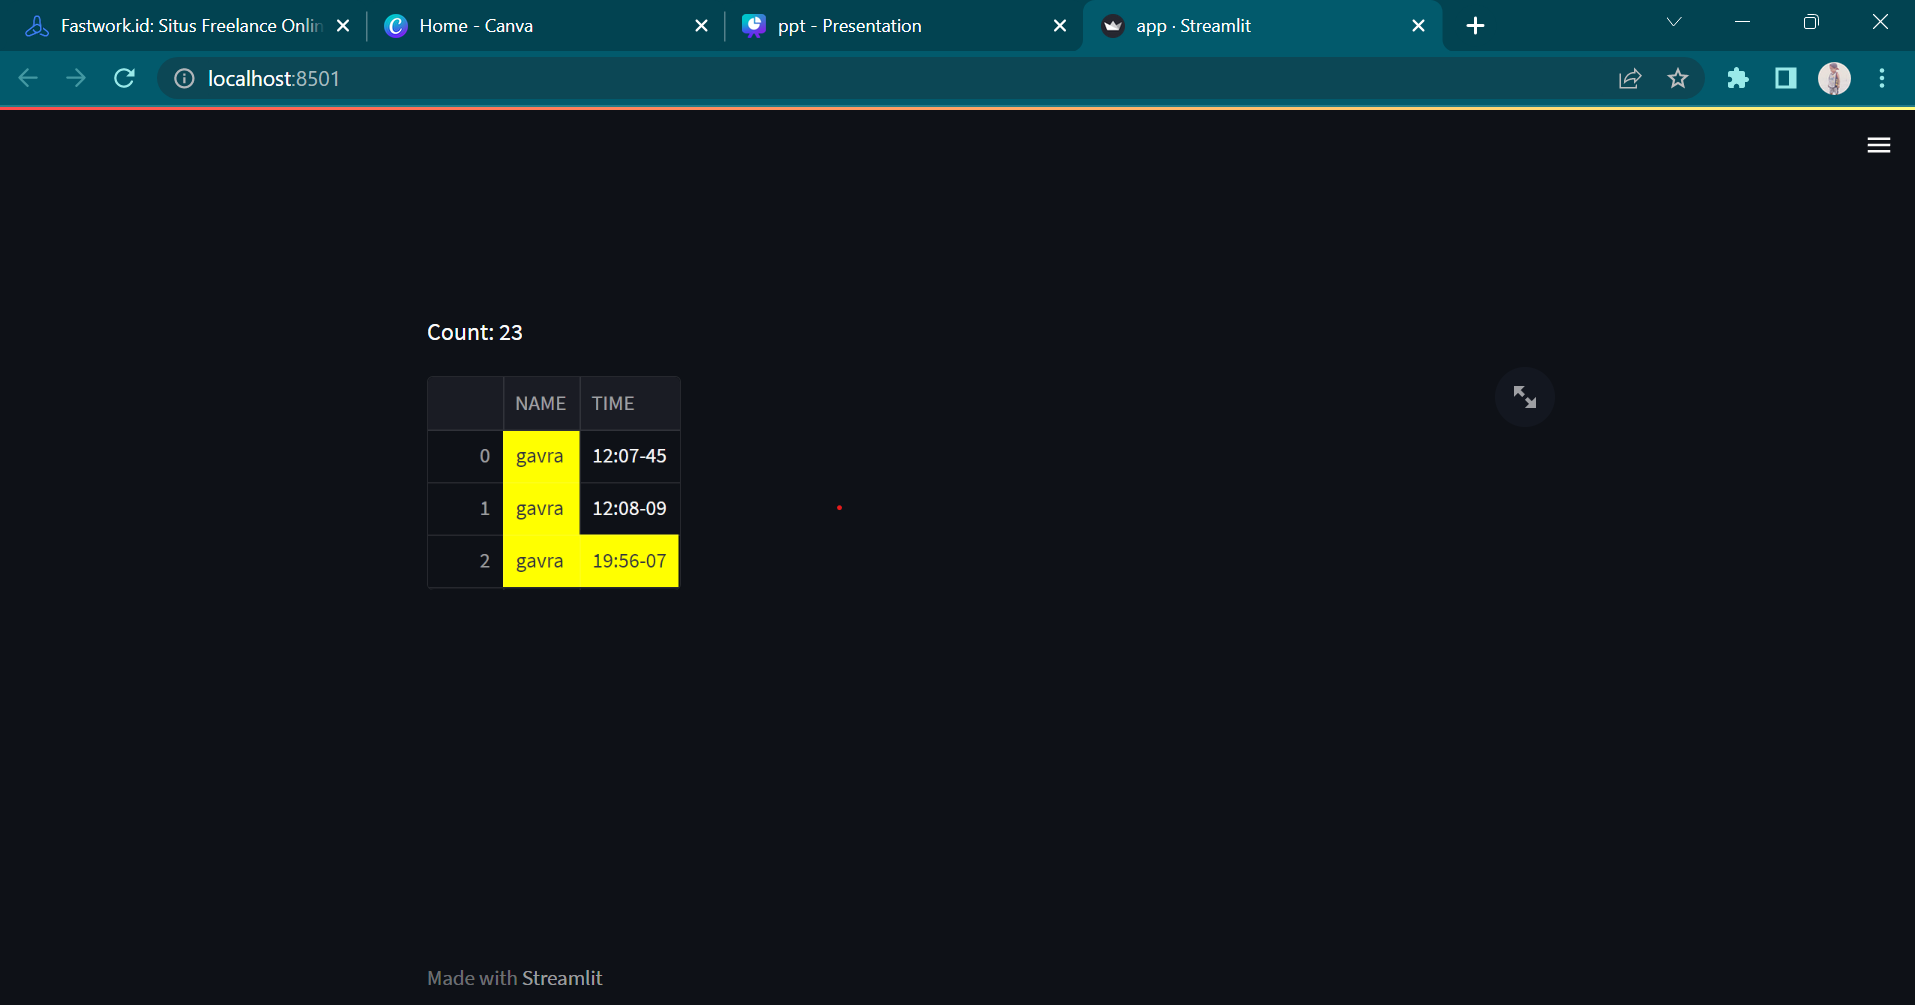 Fastwork.id: Situs Freelance Onlin
Home - Canva
ppt - Presentation
app · Streamlit
localhost:8501
Count: 23
NAME TIME
0 gavra 12:07-45
1 gavra 12:08-09
2 gavra 19:56-07
Made with Streamlit